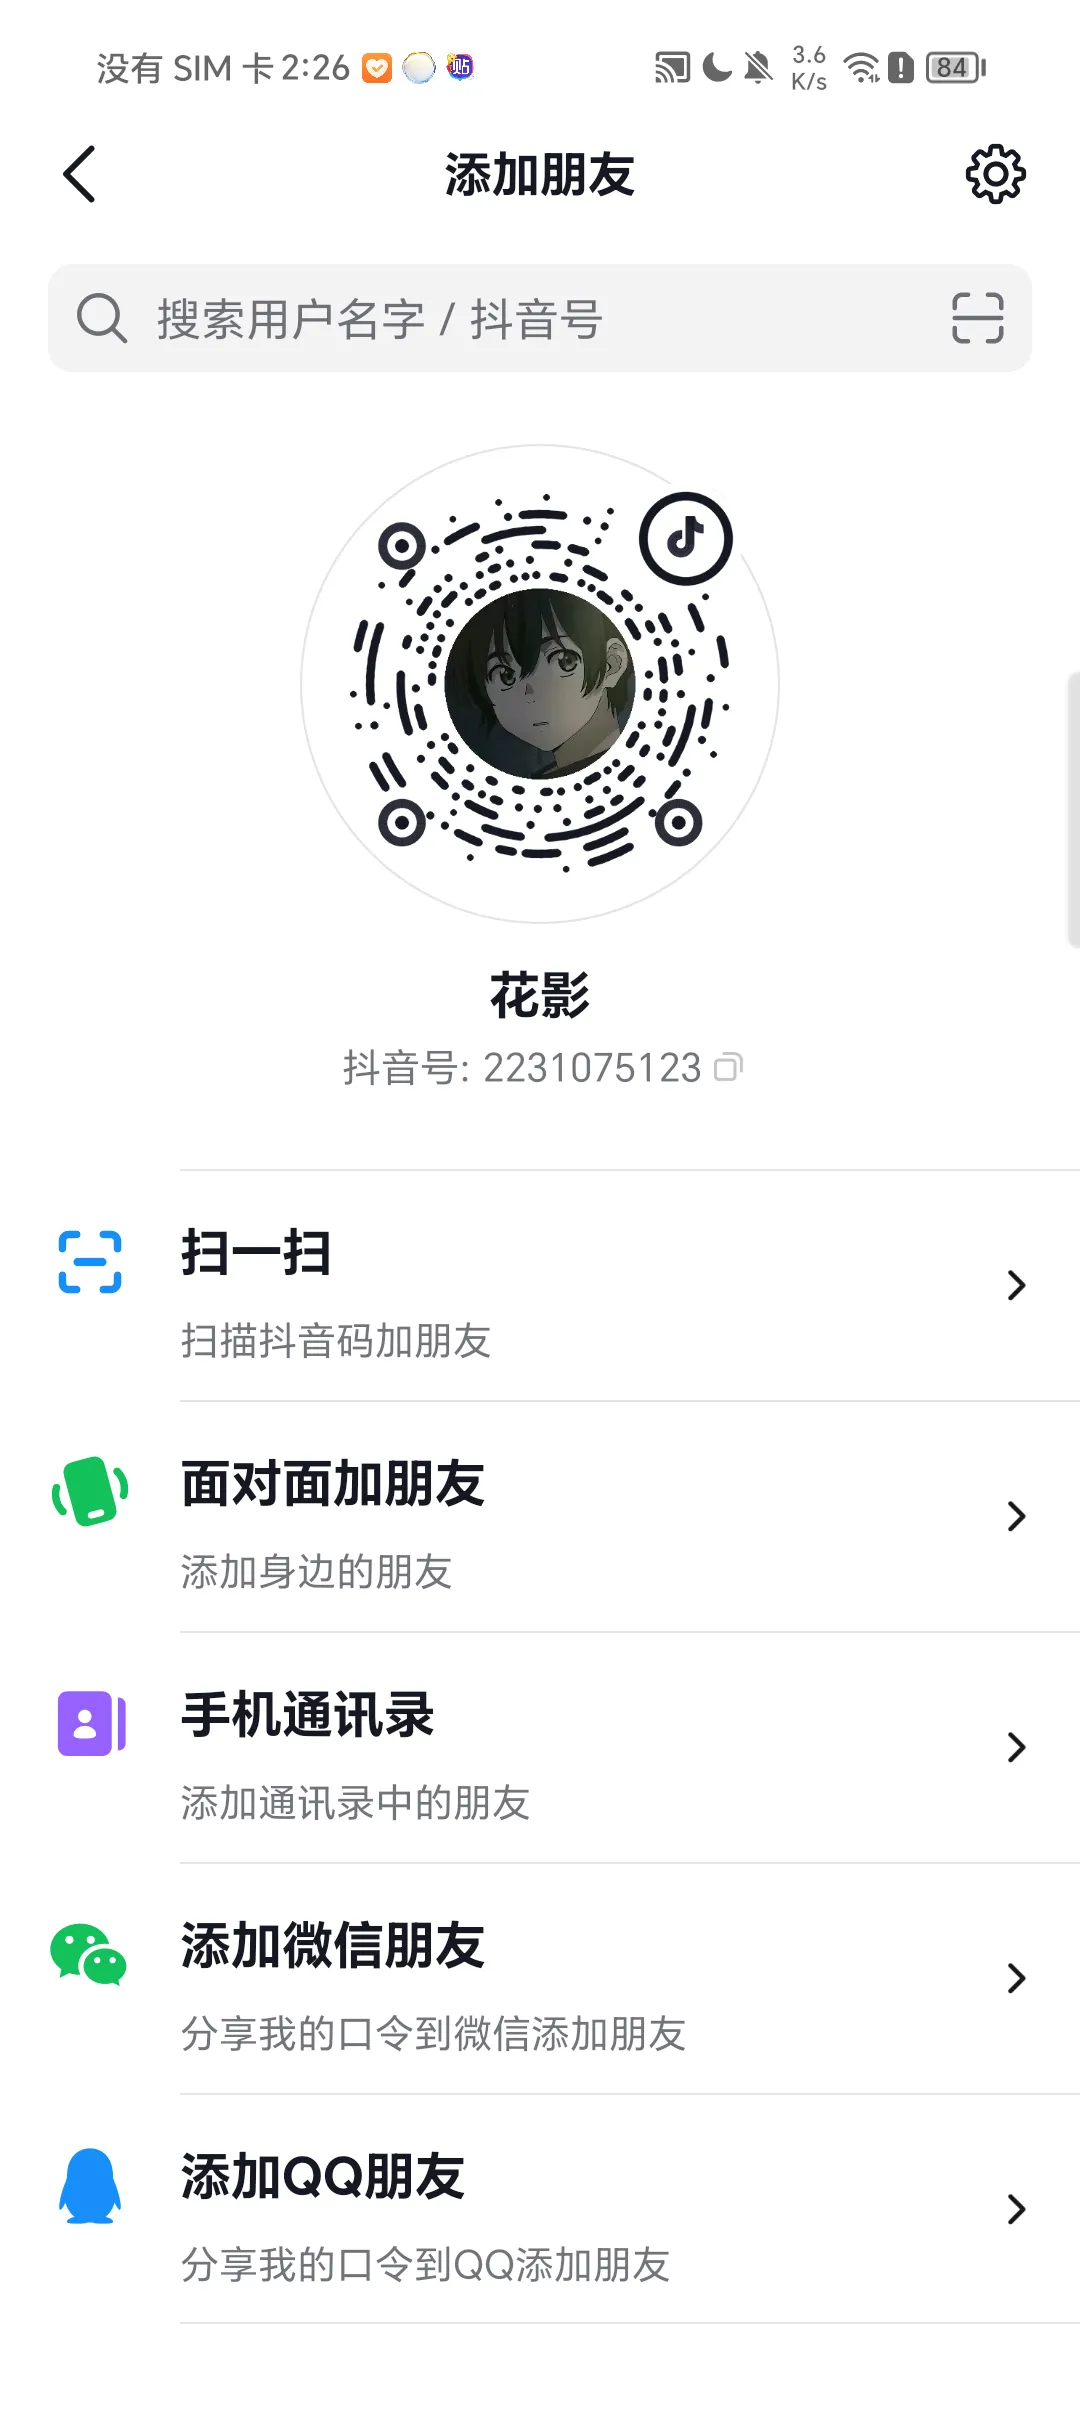 没有 SIM 卡 2:26 贴 3.6 K/s 84
添加朋友
搜索用户名字 / 抖音号
花影
抖音号: 2231075123
扫一扫
扫描抖音码加朋友
面对面加朋友
添加身边的朋友
手机通讯录
添加通讯录中的朋友
添加微信朋友
分享我的口令到微信添加朋友
添加QQ朋友
分享我的口令到QQ添加朋友